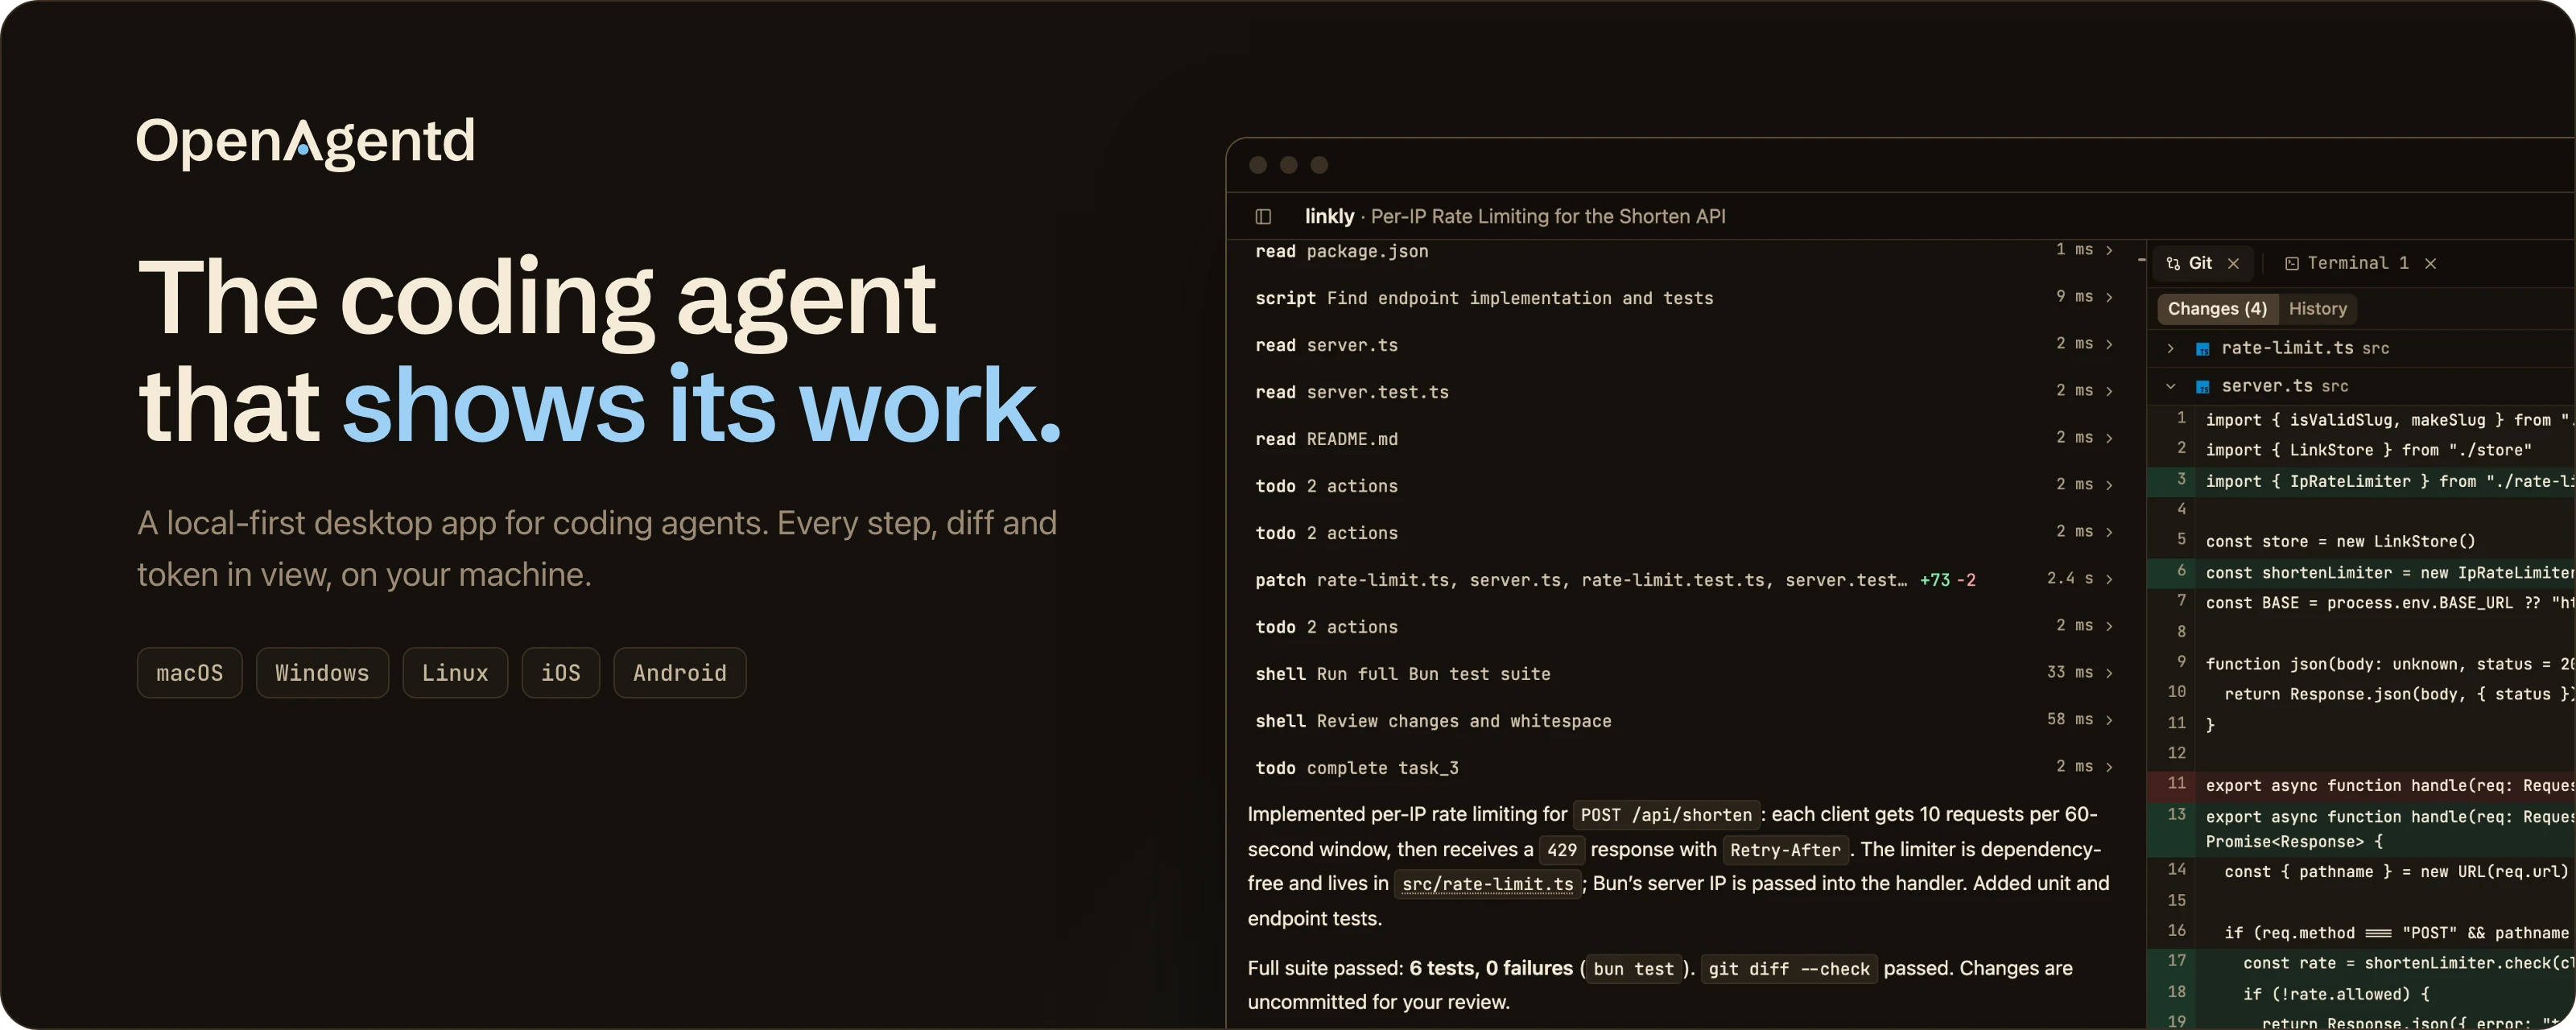 OpenAgentd
The coding agent
that shows its work.
A local-first desktop app for coding agents. Every step, diff and
token in view, on your machine.
macOS Windows Linux iOS Android
linkly · Per-IP Rate Limiting for the Shorten API
read package.json 1 ms
script Find endpoint implementation and tests 9 ms
read server.ts 2 ms
read server.test.ts 2 ms
read README.md 2 ms
todo 2 actions 2 ms
todo 2 actions 2 ms
patch rate-limit.ts, server.ts, rate-limit.test.ts, server.test… +73 -2 2.4 s
todo 2 actions 2 ms
shell Run full Bun test suite 33 ms
shell Review changes and whitespace 58 ms
todo complete task_3 2 ms
Implemented per-IP rate limiting for POST /api/shorten: each client gets 10 requests per 60-
second window, then receives a 429 response with Retry-After. The limiter is dependency-
free and lives in src/rate-limit.ts; Bun’s server IP is passed into the handler. Added unit and
endpoint tests.
Full suite passed: 6 tests, 0 failures (bun test). git diff --check passed. Changes are
uncommitted for your review.
Git Terminal 1
Changes (4) History
rate-limit.ts src
server.ts src
1 import { isValidSlug, makeSlug } from ".
2 import { LinkStore } from "./store"
3 import { IpRateLimiter } from "./rate-li
4
5 const store = new LinkStore()
6 const shortenLimiter = new IpRateLimiter
7 const BASE = process.env.BASE_URL ?? "ht
8
9 function json(body: unknown, status = 20
10 return Response.json(body, { status })
11 }
12
11 export async function handle(req: Reques
13 export async function handle(req: Reques
Promise<Response> {
14 const { pathname } = new URL(req.url)
15
16 if (req.method === "POST" && pathname
17 const rate = shortenLimiter.check(cl
18 if (!rate.allowed) {
19 return Response.json({ error: "t